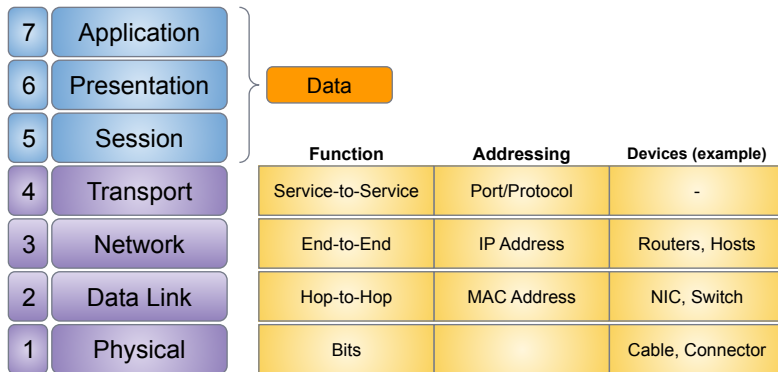 7 Application
6 Presentation
Data
5 Session
Function Addressing Devices (example)
4 Transport Service-to-Service Port/Protocol -
3 Network End-to-End IP Address Routers, Hosts
2 Data Link Hop-to-Hop MAC Address NIC, Switch
1 Physical Bits Cable, Connector